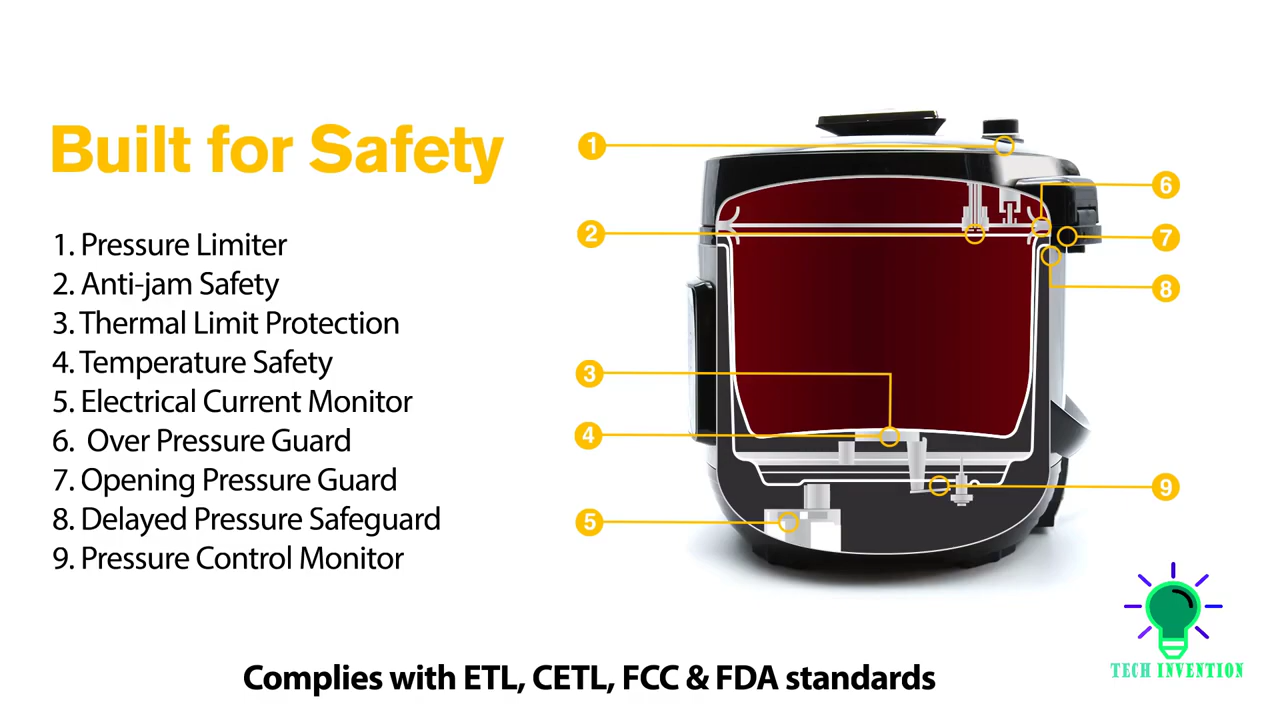 Built for Safety
1. Pressure Limiter
2. Anti-jam Safety
3. Thermal Limit Protection
4. Temperature Safety
5. Electrical Current Monitor
6. Over Pressure Guard
7. Opening Pressure Guard
8. Delayed Pressure Safeguard
9. Pressure Control Monitor
1
2
3
4
5
6
7
8
9
Complies with ETL, CETL, FCC & FDA standards
TECH INVENTION